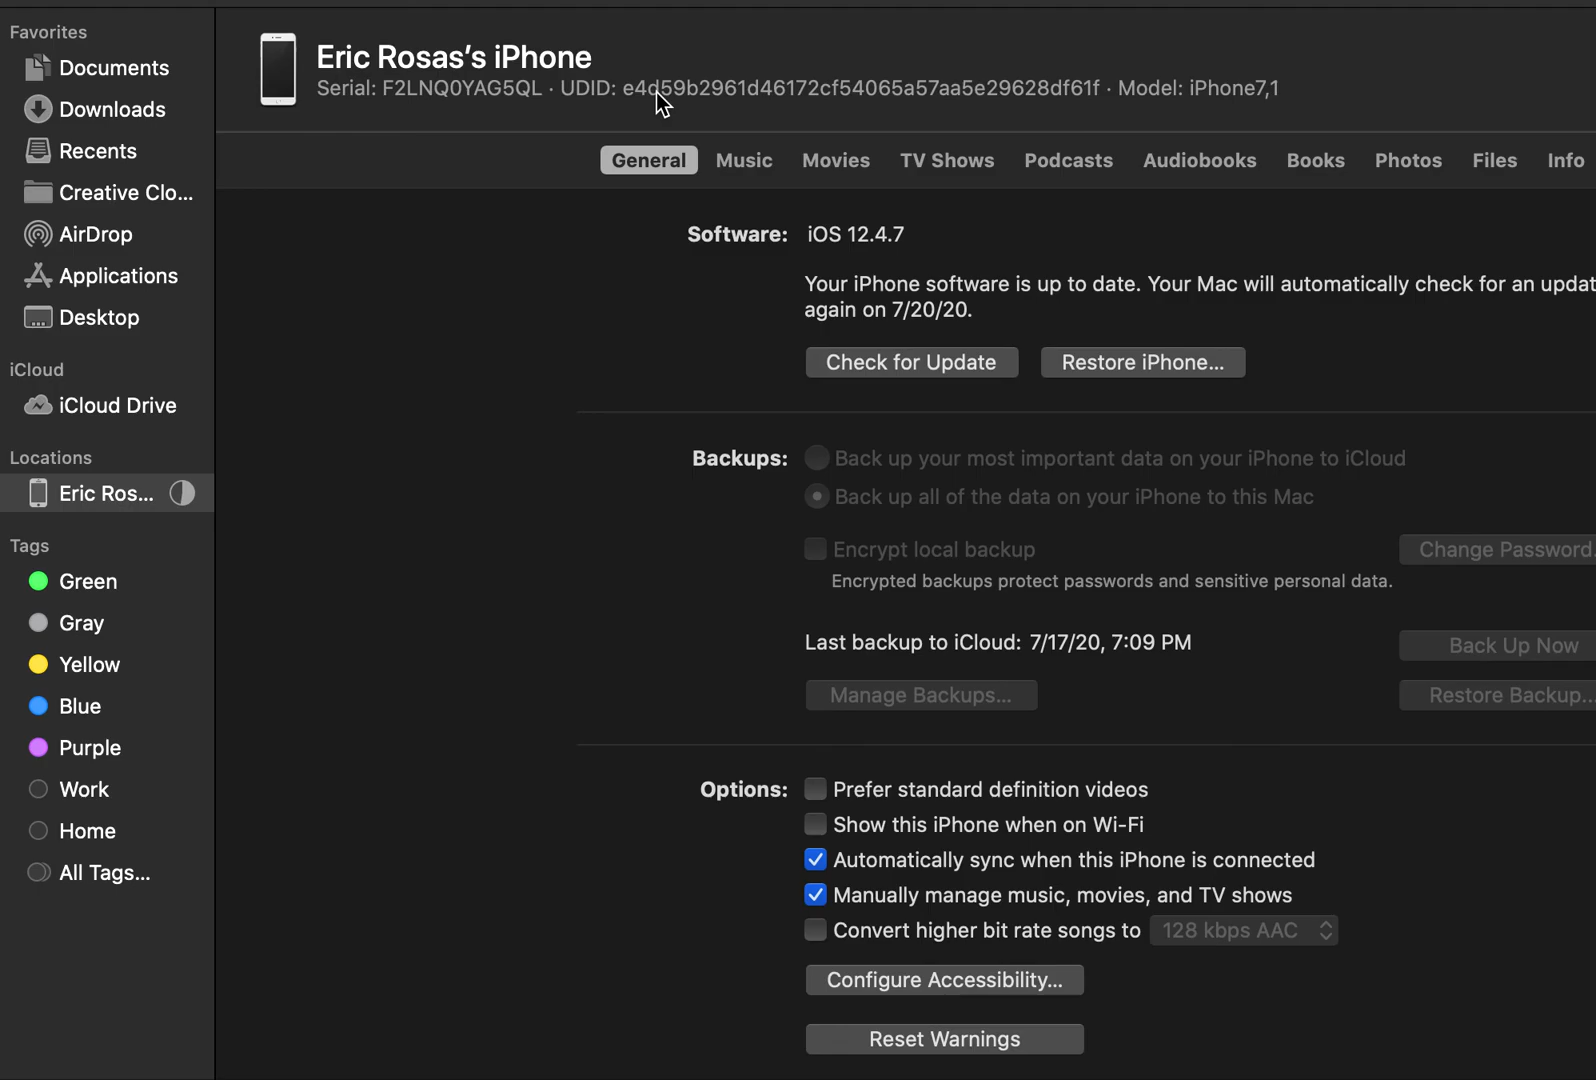 Favorites
Documents
Downloads
Recents
Creative Clo...
AirDrop
Applications
Desktop
iCloud
iCloud Drive
Locations
Eric Ros...
Tags
Green
Gray
Yellow
Blue
Purple
Work
Home
All Tags...
Eric Rosas's iPhone
Serial: F2LNQ0YAG5QL · UDID: e4d59b2961d46172cf54065a57aa5e29628df61f · Model: iPhone7,1
General Music Movies TV Shows Podcasts Audiobooks Books Photos Files Info
Software: iOS 12.4.7
Your iPhone software is up to date. Your Mac will automatically check for an updat
again on 7/20/20.
Check for Update Restore iPhone...
Backups: Back up your most important data on your iPhone to iCloud
Back up all of the data on your iPhone to this Mac
Encrypt local backup Change Password.
Encrypted backups protect passwords and sensitive personal data.
Last backup to iCloud: 7/17/20, 7:09 PM Back Up Now
Manage Backups... Restore Backup...
Options: Prefer standard definition videos
Show this iPhone when on Wi-Fi
Automatically sync when this iPhone is connected
Manually manage music, movies, and TV shows
Convert higher bit rate songs to 128 kbps AAC
Configure Accessibility...
Reset Warnings